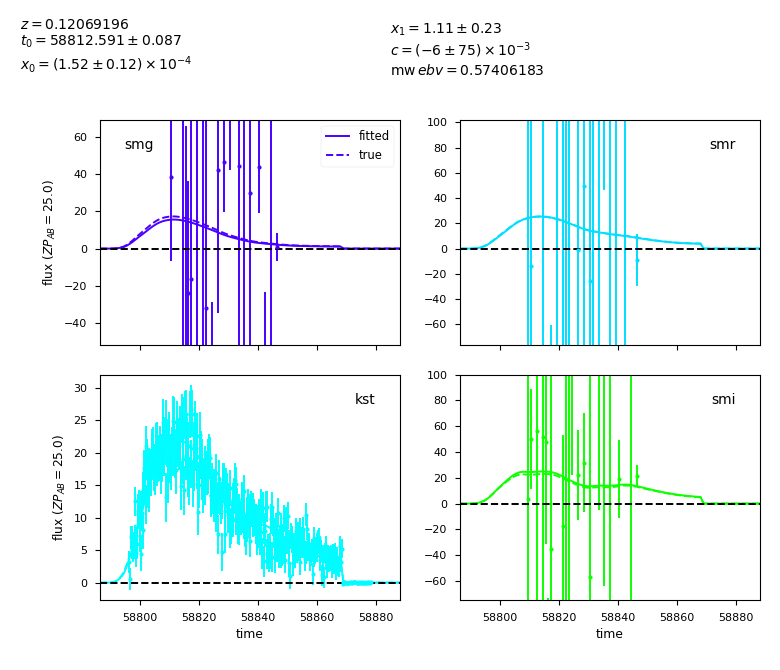 z = 0.12069196
t₀ = 58812.591 ± 0.087
x₀ = (1.52 ± 0.12) × 10⁻⁴
x₁ = 1.11 ± 0.23
c = (−6 ± 75) × 10⁻³
mw ebv = 0.57406183
smg
fitted
true
60
40
20
0
−20
−40
flux (ZP_AB = 25.0)
smr
100
80
60
40
20
0
−20
−40
−60
kst
30
25
20
15
10
5
0
flux (ZP_AB = 25.0)
58800 58820 58840 58860 58880
time
smi
100
80
60
40
20
0
−20
−40
−60
58800 58820 58840 58860 58880
time